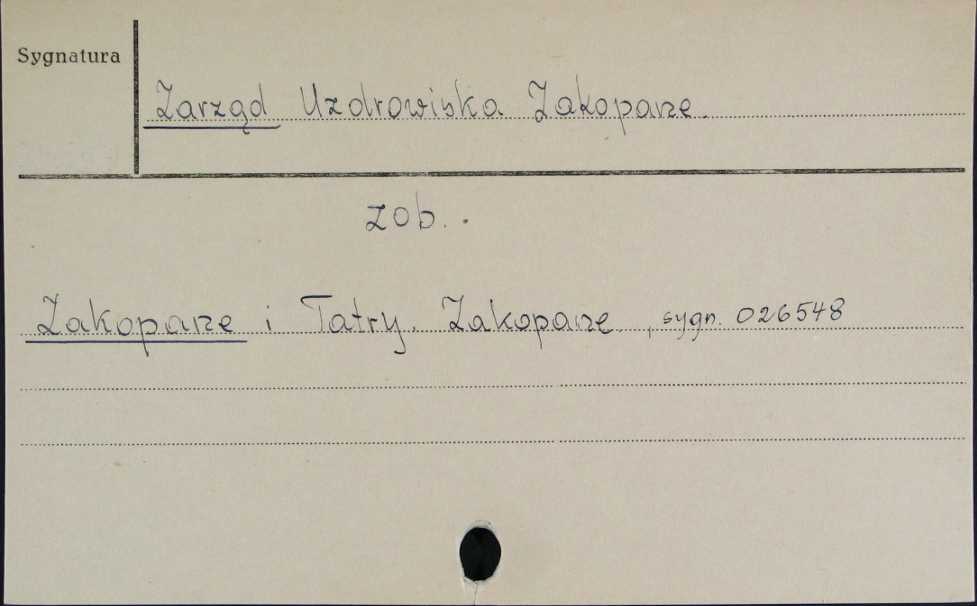 Sygnatura
Zarząd Uzdrowiska Zakopane.
zob..
Zakopane i Tatry. Zakopane, sygn. 026548